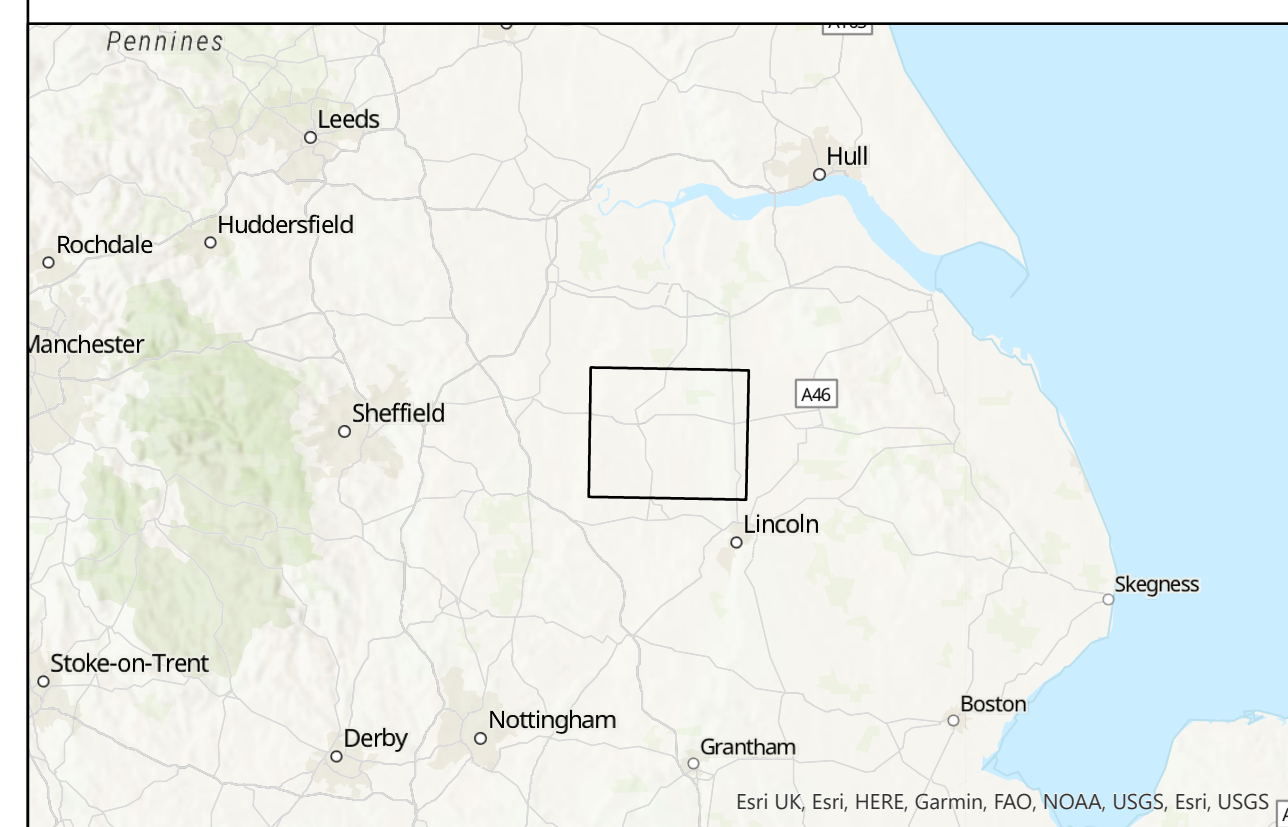 Pennines
Leeds
Hull
Huddersfield
Rochdale
Manchester
A46
Sheffield
Lincoln
Skegness
Stoke-on-Trent
Boston
Nottingham
Derby
Grantham
Esri UK, Esri, HERE, Garmin, FAO, NOAA, USGS, Esri, USGS